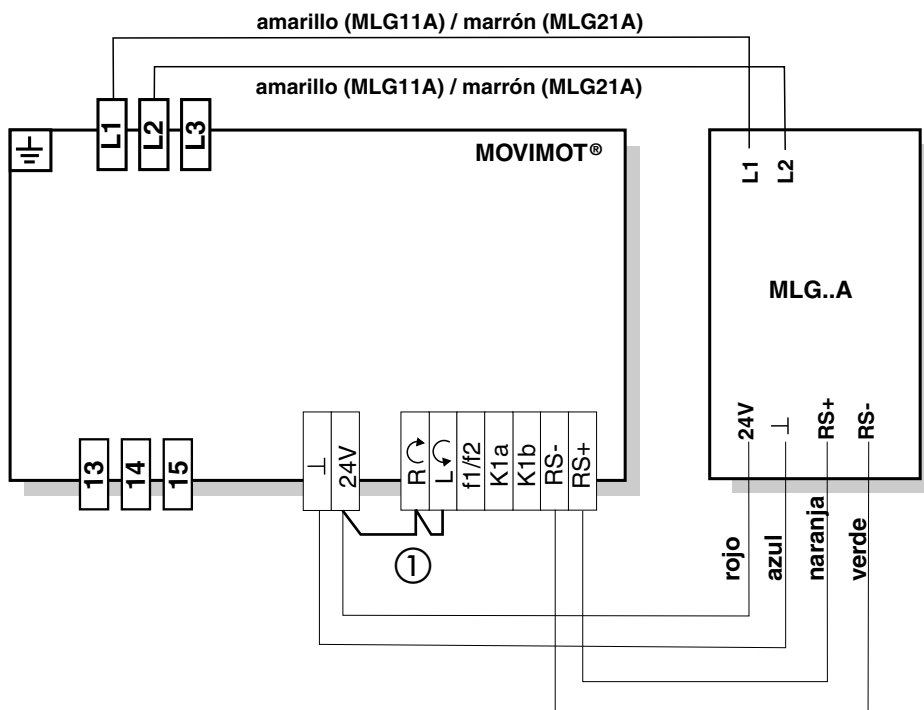 amarillo (MLG11A) / marrón (MLG21A)
amarillo (MLG11A) / marrón (MLG21A)
L1
L2
L3
MOVIMOT®
L1
L2
MLG..A
13
14
15
⊥
24V
R
L
f1/f2
K1a
K1b
RS-
RS+
24V
⊥
RS+
RS-
①
rojo
azul
naranja
verde